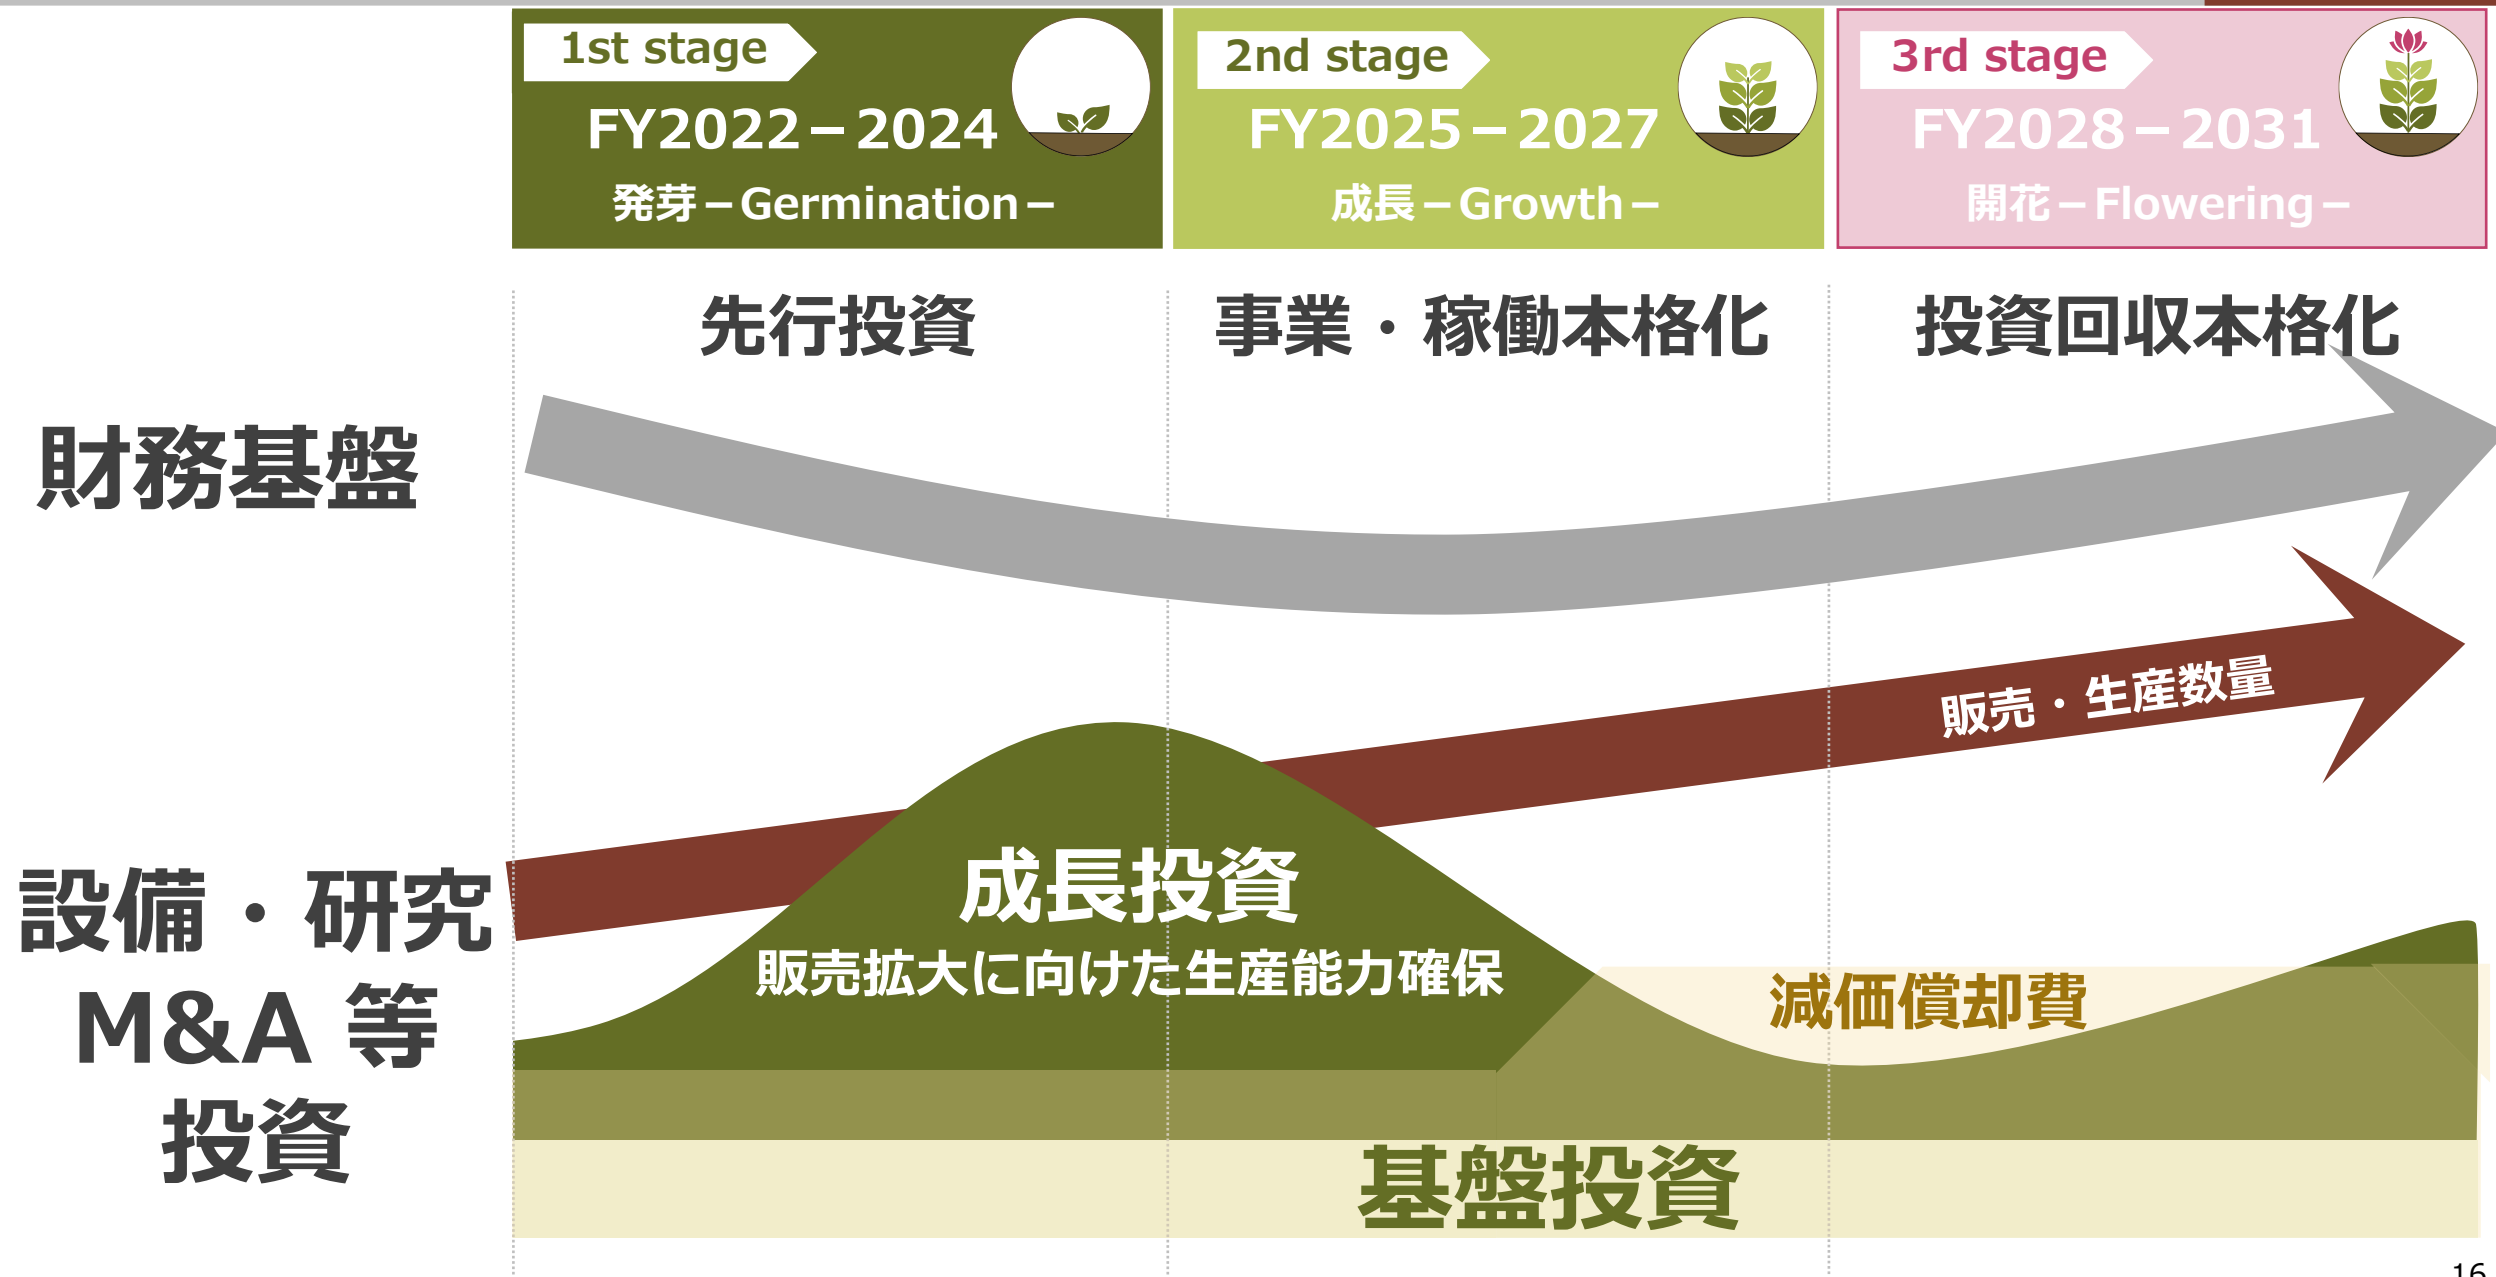 1st stage
FY2022－2024
発芽－Germination－
2nd stage
FY2025－2027
成長－Growth－
3rd stage
FY2028－2031
開花－Flowering－
先行投資
事業・稼働本格化
投資回収本格化
財務基盤
販売・生産数量
設備・研究
M&A 等
投資
成長投資
販売拡大に向けた生産能力確保
減価償却費
基盤投資
16